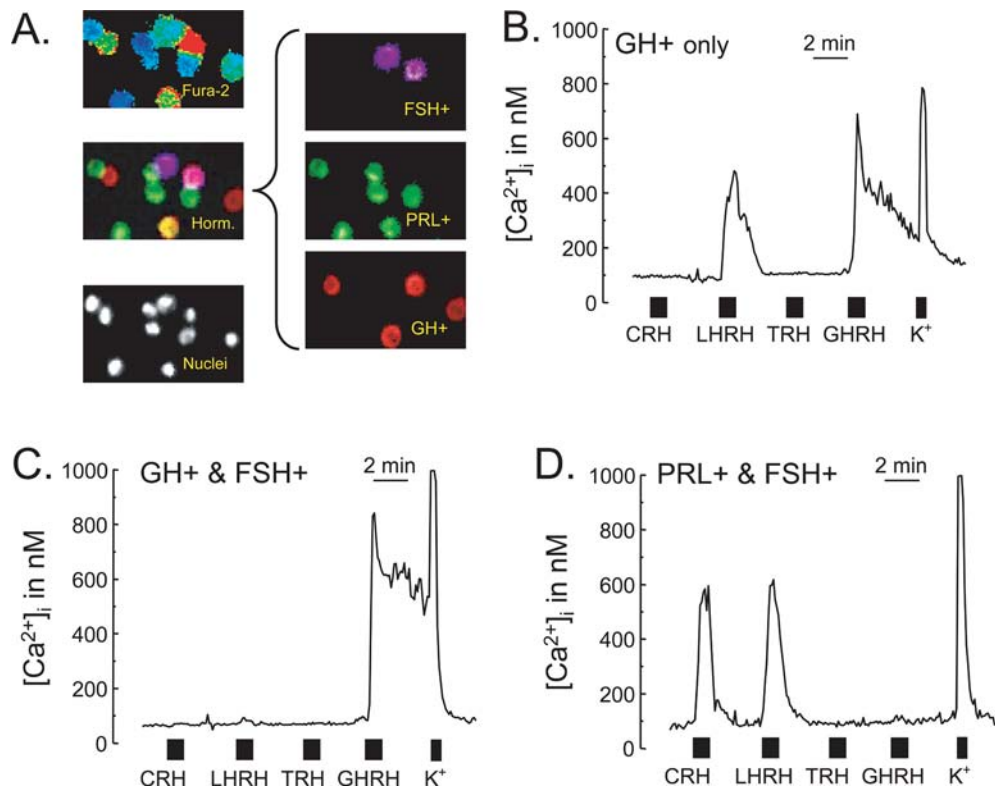 A.
Fura-2
Horm.
Nuclei
FSH+
PRL+
GH+
B.
GH+ only
2 min
[Ca²⁺]ᵢ in nM
1000
800
600
400
200
0
CRH LHRH TRH GHRH K⁺
C.
GH+ & FSH+
2 min
[Ca²⁺]ᵢ in nM
1000
800
600
400
200
0
CRH LHRH TRH GHRH K⁺
D.
PRL+ & FSH+
2 min
[Ca²⁺]ᵢ in nM
1000
800
600
400
200
0
CRH LHRH TRH GHRH K⁺